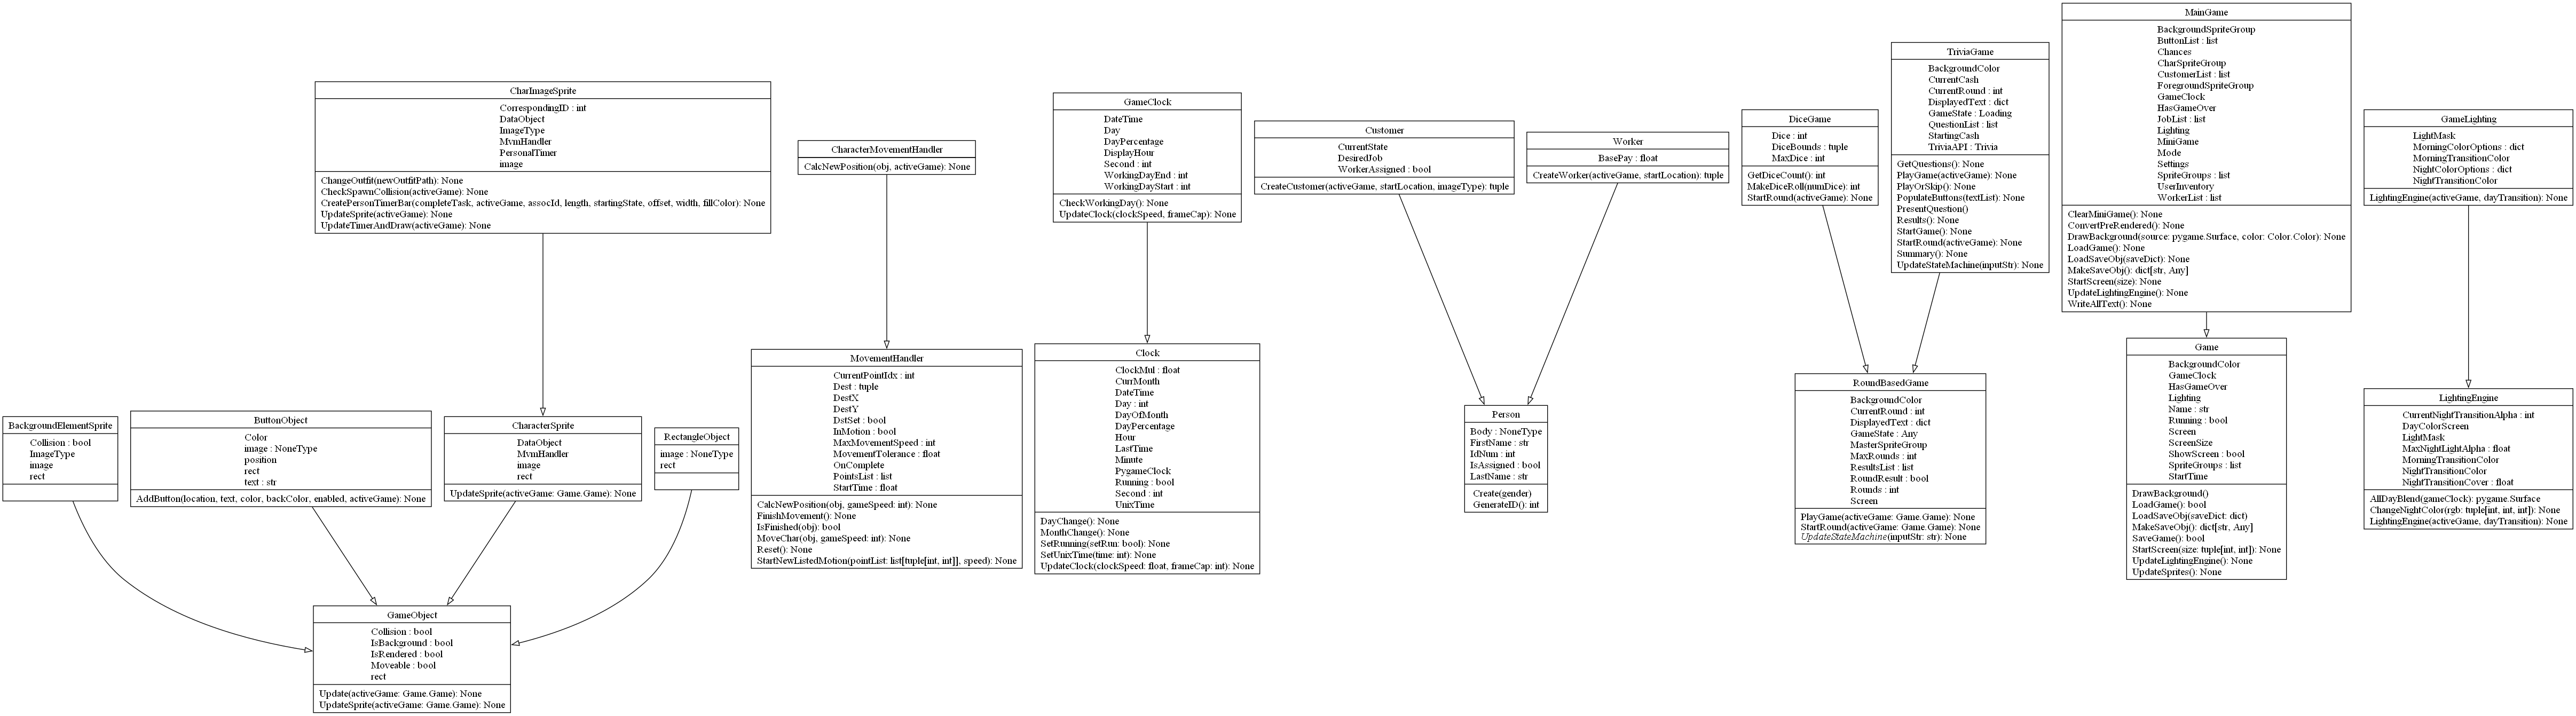 CharImageSprite
CorrespondingID : int
DataObject
ImageType
MvmHandler
PersonalTimer
image
ChangeOutfit(newOutfitPath): None
CheckSpawnCollision(activeGame): None
CreatePersonTimerBar(completeTask, activeGame, assocId, length, startingState, offset, width, fillColor): None
UpdateSprite(activeGame): None
UpdateTimerAndDraw(activeGame): None
CharacterMovementHandler
CalcNewPosition(obj, activeGame): None
GameClock
DateTime
Day
DayPercentage
DisplayHour
Second : int
WorkingDayEnd : int
WorkingDayStart : int
CheckWorkingDay(): None
UpdateClock(clockSpeed, frameCap): None
Customer
CurrentState
DesiredJob
WorkerAssigned : bool
CreateCustomer(activeGame, startLocation, imageType): tuple
Worker
BasePay : float
CreateWorker(activeGame, startLocation): tuple
DiceGame
Dice : int
DiceBounds : tuple
MaxDice : int
GetDiceCount(): int
MakeDiceRoll(numDice): int
StartRound(activeGame): None
TriviaGame
BackgroundColor
CurrentCash
CurrentRound : int
DisplayedText : dict
GameState : Loading
QuestionList : list
StartingCash
TriviaAPI : Trivia
GetQuestions(): None
PlayGame(activeGame): None
PlayOrSkip(): None
PopulateButtons(textList): None
PresentQuestion()
Results(): None
StartGame(): None
StartRound(activeGame): None
Summary(): None
UpdateStateMachine(inputStr): None
MainGame
BackgroundSpriteGroup
ButtonList : list
Chances
CharSpriteGroup
CustomerList : list
ForegroundSpriteGroup
GameClock
HasGameOver
JobList : list
Lighting
MiniGame
Mode
Settings
SpriteGroups : list
UserInventory
WorkerList : list
ClearMiniGame(): None
ConvertPreRendered(): None
DrawBackground(source: pygame.Surface, color: Color.Color): None
LoadGame(): None
LoadSaveObj(saveDict): None
MakeSaveObj(): dict[str, Any]
StartScreen(size): None
UpdateLightingEngine(): None
WriteAllText(): None
GameLighting
LightMask
MorningColorOptions : dict
MorningTransitionColor
NightColorOptions : dict
NightTransitionColor
LightingEngine(activeGame, dayTransition): None
BackgroundElementSprite
Collision : bool
ImageType
image
rect
ButtonObject
Color
image : NoneType
position
rect
text : str
AddButton(location, text, color, backColor, enabled, activeGame): None
CharacterSprite
DataObject
MvmHandler
image
rect
UpdateSprite(activeGame: Game.Game): None
RectangleObject
image : NoneType
rect
MovementHandler
CurrentPointIdx : int
Dest : tuple
DestX
DestY
DstSet : bool
InMotion : bool
MaxMovementSpeed : int
MovementTolerance : float
OnComplete
PointsList : list
StartTime : float
CalcNewPosition(obj, gameSpeed: int): None
FinishMovement(): None
IsFinished(obj): bool
MoveChar(obj, gameSpeed: int): None
Reset(): None
StartNewListedMotion(pointList: list[tuple[int, int]], speed): None
Clock
ClockMul : float
CurrMonth
DateTime
Day : int
DayOfMonth
DayPercentage
Hour
LastTime
Minute
PygameClock
Running : bool
Second : int
UnixTime
DayChange(): None
MonthChange(): None
SetRunning(setRun: bool): None
SetUnixTime(time: int): None
UpdateClock(clockSpeed: float, frameCap: int): None
Person
Body : NoneType
FirstName : str
IdNum : int
IsAssigned : bool
LastName : str
Create(gender)
GenerateID(): int
RoundBasedGame
BackgroundColor
CurrentRound : int
DisplayedText : dict
GameState : Any
MasterSpriteGroup
MaxRounds : int
ResultsList : list
RoundResult : bool
Rounds : int
Screen
PlayGame(activeGame: Game.Game): None
StartRound(activeGame: Game.Game): None
UpdateStateMachine(inputStr: str): None
Game
BackgroundColor
GameClock
HasGameOver
Lighting
Name : str
Running : bool
Screen
ScreenSize
ShowScreen : bool
SpriteGroups : list
StartTime
DrawBackground()
LoadGame(): bool
LoadSaveObj(saveDict: dict)
MakeSaveObj(): dict[str, Any]
SaveGame(): bool
StartScreen(size: tuple[int, int]): None
UpdateLightingEngine(): None
UpdateSprites(): None
LightingEngine
CurrentNightTransitionAlpha : int
DayColorScreen
LightMask
MaxNightLightAlpha : float
MorningTransitionColor
NightTransitionColor
NightTransitionCover : float
AllDayBlend(gameClock): pygame.Surface
ChangeNightColor(rgb: tuple[int, int, int]): None
LightingEngine(activeGame, dayTransition): None
GameObject
Collision : bool
IsBackground : bool
IsRendered : bool
Moveable : bool
rect
Update(activeGame: Game.Game): None
UpdateSprite(activeGame: Game.Game): None